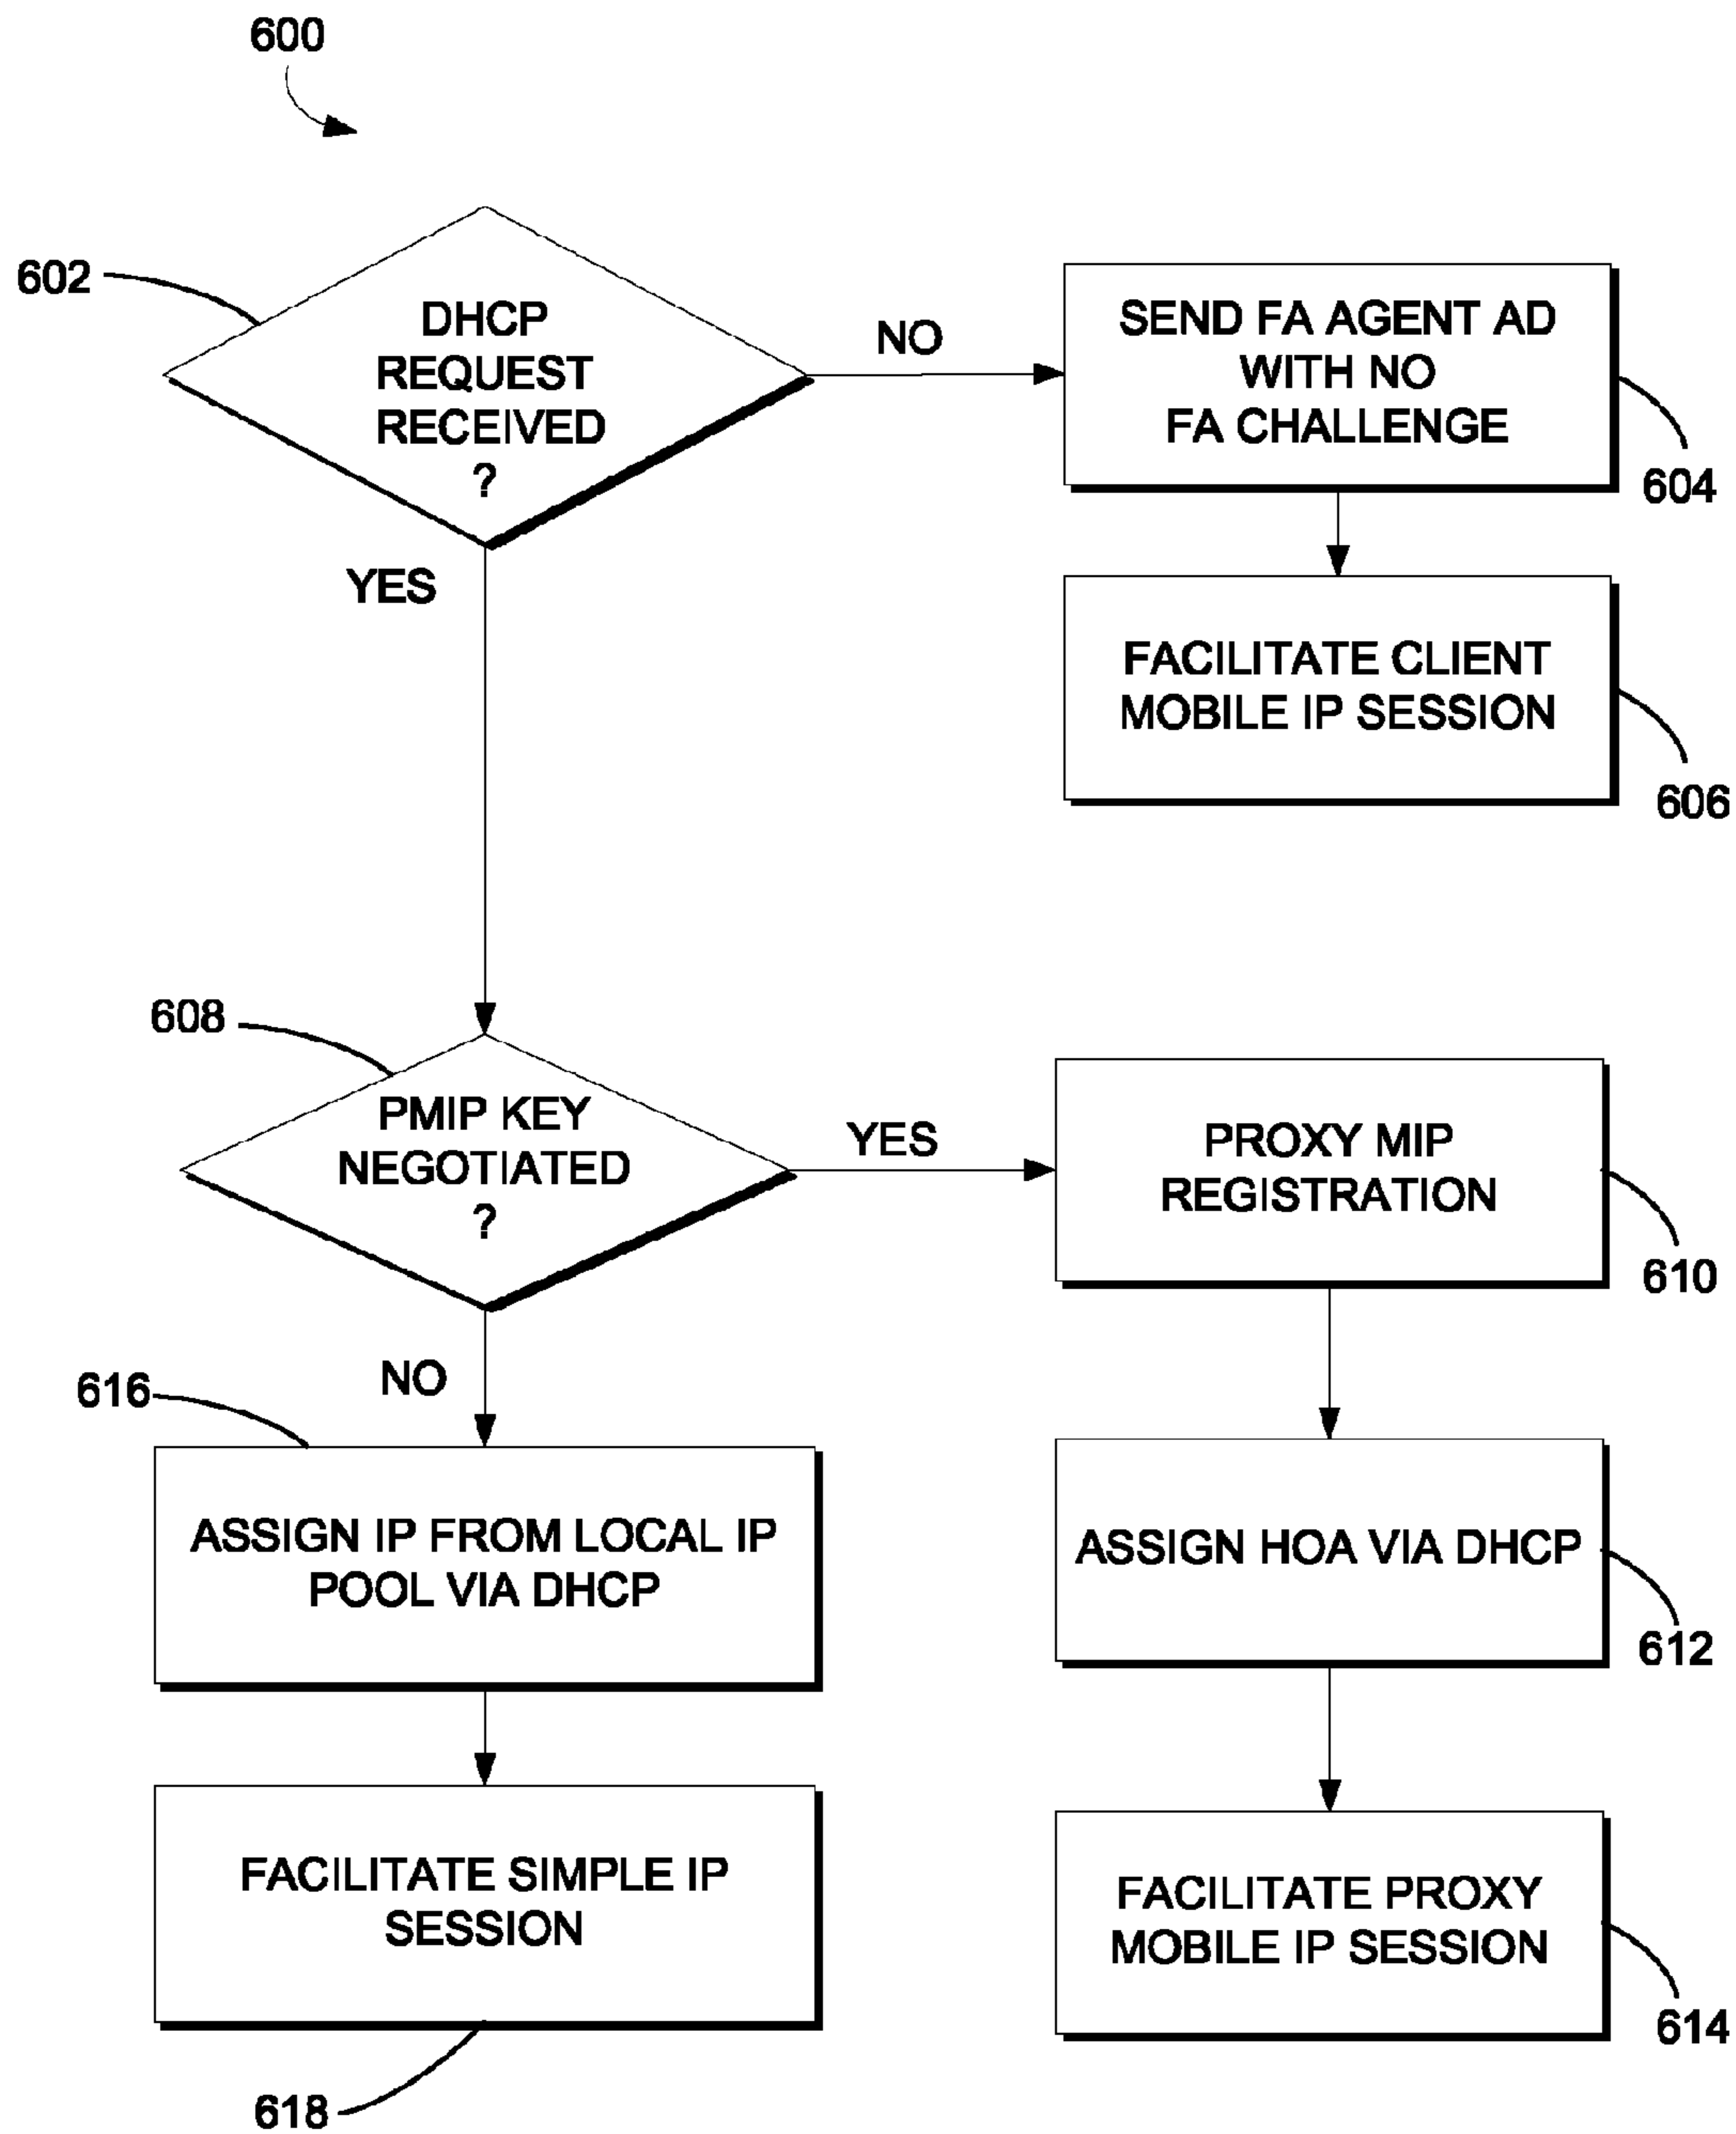 600
602
DHCP
REQUEST
RECEIVED
?
NO
SEND FA AGENT AD
WITH NO
FA CHALLENGE
604
YES
FACILITATE CLIENT
MOBILE IP SESSION
606
608
PMIP KEY
NEGOTIATED
?
YES
PROXY MIP
REGISTRATION
610
NO
616
ASSIGN IP FROM LOCAL IP
POOL VIA DHCP
ASSIGN HOA VIA DHCP
612
FACILITATE SIMPLE IP
SESSION
618
FACILITATE PROXY
MOBILE IP SESSION
614